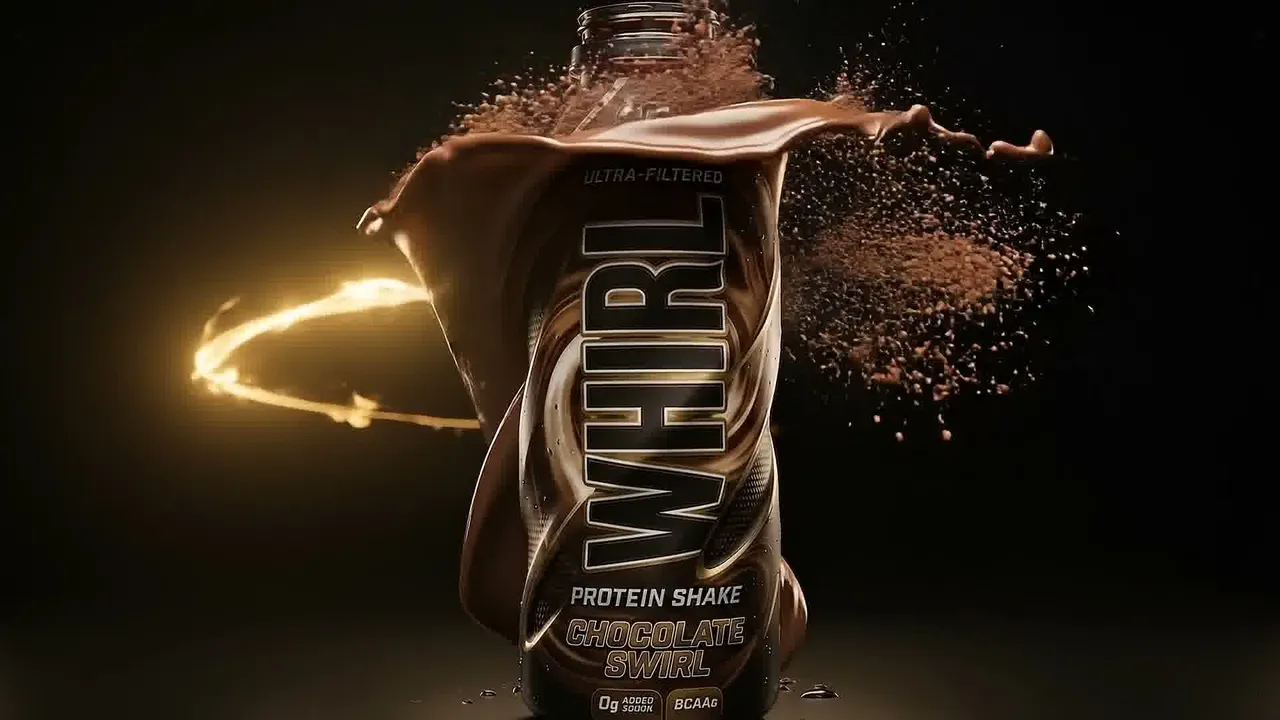 ULTRA-FILTERED
WHIRL
PROTEIN SHAKE
CHOCOLATE
SWIRL
0g ADDED
BCAAG